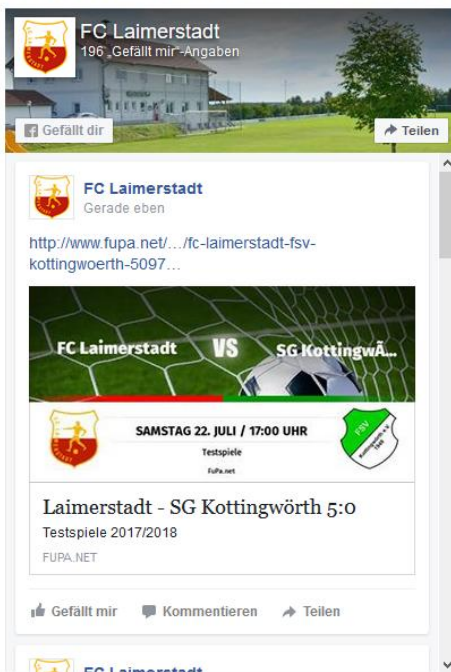 FC Laimerstadt
196 „Gefällt mir“-Angaben
Gefällt dir
Teilen
FC Laimerstadt
Gerade eben
http://www.fupa.net/…/fc-laimerstadt-fsv-
kottingwoerth-5097…
FC Laimerstadt VS SG KottingwÃ...
SAMSTAG 22. JULI / 17:00 UHR
Testspiele
FuPa.net
FSV
Kottingwörth e.V.
Laimerstadt - SG Kottingwörth 5:0
Testspiele 2017/2018
FUPA.NET
Gefällt mir Kommentieren Teilen
FC Laimerstadt